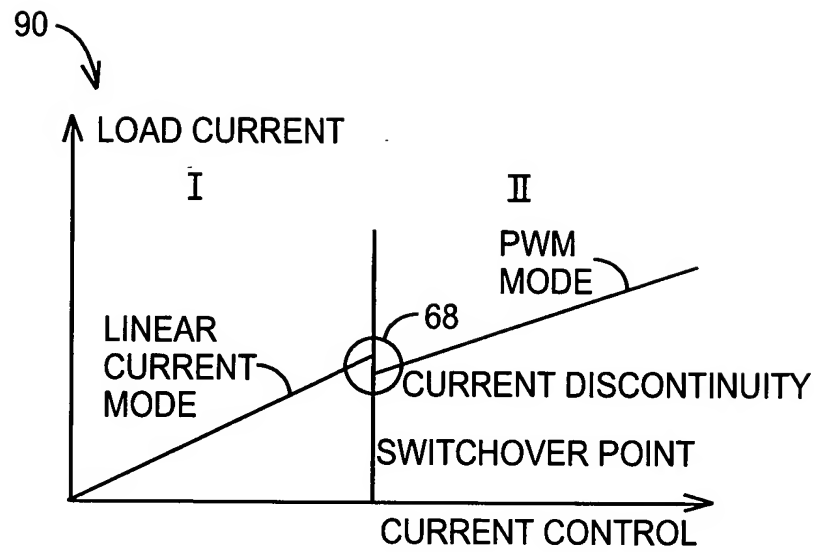 90
LOAD CURRENT
I
II
PWM
MODE
68
LINEAR
CURRENT
MODE
CURRENT DISCONTINUITY
SWITCHOVER POINT
CURRENT CONTROL